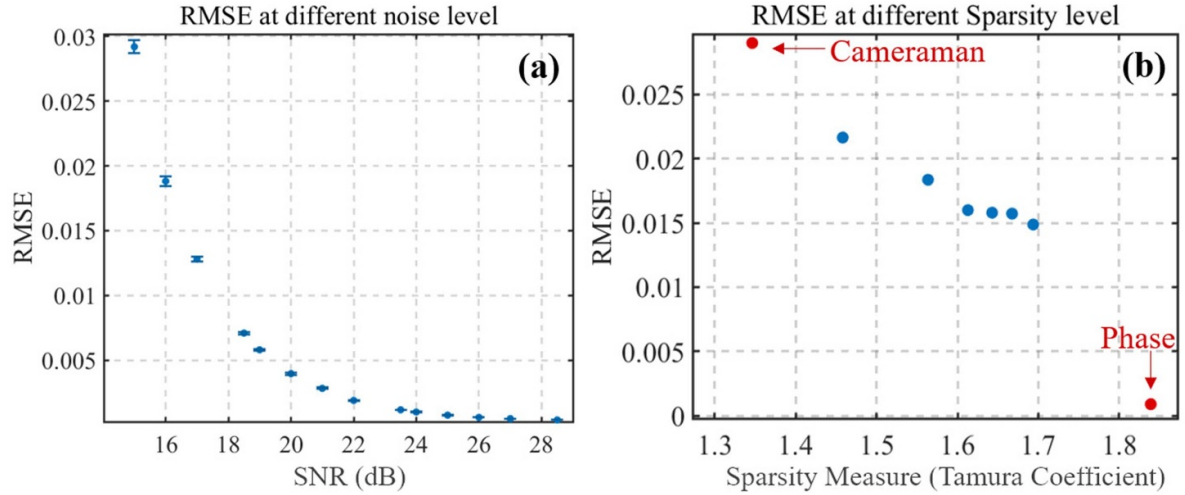 RMSE at different noise level
(a)
0.03
0.025
0.02
0.015
0.01
0.005
RMSE
16 18 20 22 24 26 28
SNR (dB)
RMSE at different Sparsity level
(b)
Cameraman
Phase
0.025
0.02
0.015
0.01
0.005
0
RMSE
1.3 1.4 1.5 1.6 1.7 1.8
Sparsity Measure (Tamura Coefficient)